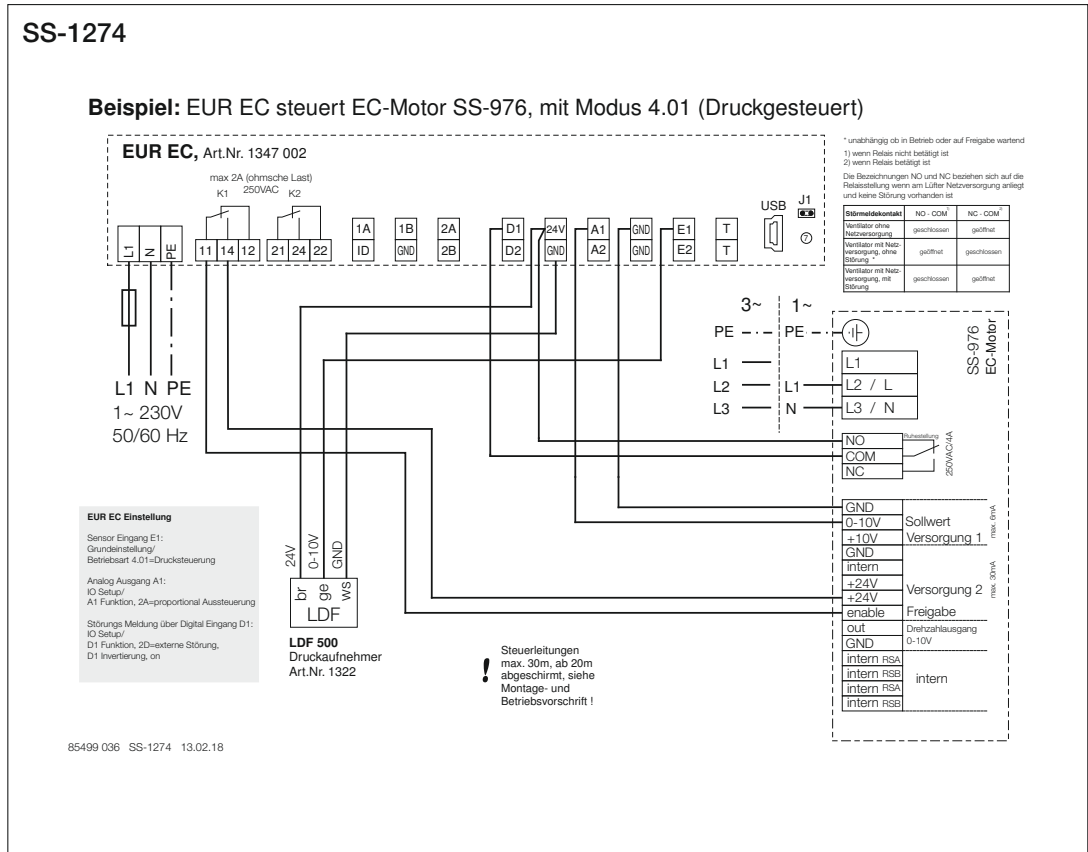 SS-1274
Beispiel: EUR EC steuert EC-Motor SS-976, mit Modus 4.01 (Druckgesteuert)
EUR EC, Art.Nr. 1347 002
max 2A (ohmsche Last)
250VAC
K1 K2
L1 N PE
11 14 12
21 24 22
1A 1B 2A D1 24V A1 GND E1 T
ID GND 2B D2 GND A2 GND E2 T
USB J1
7
* unabhängig ob in Betrieb oder auf Freigabe wartend
1) wenn Relais nicht betätigt ist
2) wenn Relais betätigt ist
Die Bezeichnungen NO und NC beziehen sich auf die
Relaisstellung wenn am Lüfter Netzversorgung anliegt
und keine Störung vorhanden ist
Störmeldekontakt NO - COM NC - COM
Ventilator ohne
Netzversorgung
geschlossen geöffnet
Ventilator mit Netz-
versorgung, ohne
Störung *
geöffnet geschlossen
Ventilator mit Netz-
versorgung, mit
Störung
geschlossen geöffnet
L1 N PE
1~ 230V
50/60 Hz
3~ 1~
PE PE
L1
L2 L1
L3 N
SS-976
EC-Motor
L1
L2 / L
L3 / N
NO
COM
NC
Ruhestellung
250VAC/4A
GND
0-10V
+10V
Sollwert
Versorgung 1
max. 6mA
GND
intern
+24V
+24V
Versorgung 2
max. 30mA
enable Freigabe
out
GND
Drehzahlausgang
0-10V
intern RSA
intern RSB
intern RSA
intern RSB
intern
EUR EC Einstellung
Sensor Eingang E1:
Grundeinstellung/
Betriebsart 4.01=Drucksteuerung
Analog Ausgang A1:
IO Setup/
A1 Funktion, 2A=proportional Aussteuerung
Störungs Meldung über Digital Eingang D1:
IO Setup/
D1 Funktion, 2D=externe Störung,
D1 Invertierung, on
24V
0-10V
GND
br
ge
ws
LDF
LDF 500
Druckaufnehmer
Art.Nr. 1322
!
Steuerleitungen
max. 30m, ab 20m
abgeschirmt, siehe
Montage- und
Betriebsvorschrift !
85499 036 SS-1274 13.02.18